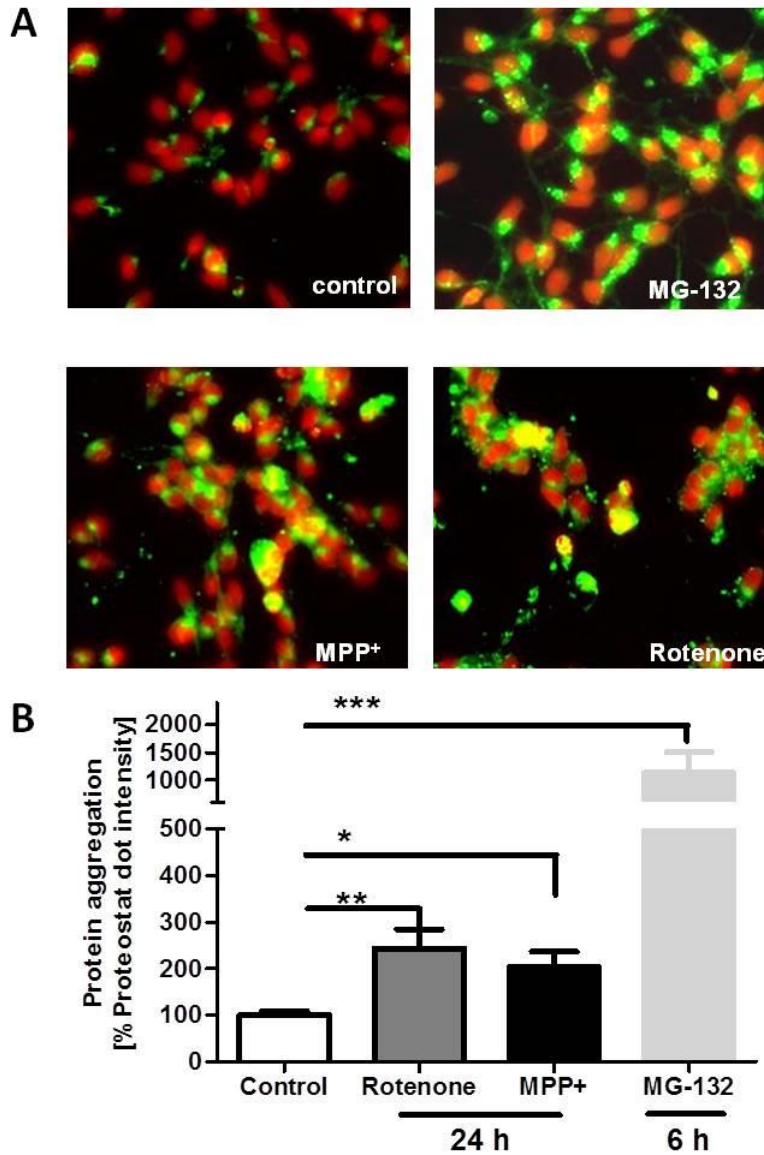 A
control
MG-132
MPP⁺
Rotenone
B
Protein aggregation
[% Proteostat dot intensity]
2000
1500
1000
500
400
300
200
100
0
***
*
**
Control Rotenone MPP+ MG-132
24 h 6 h